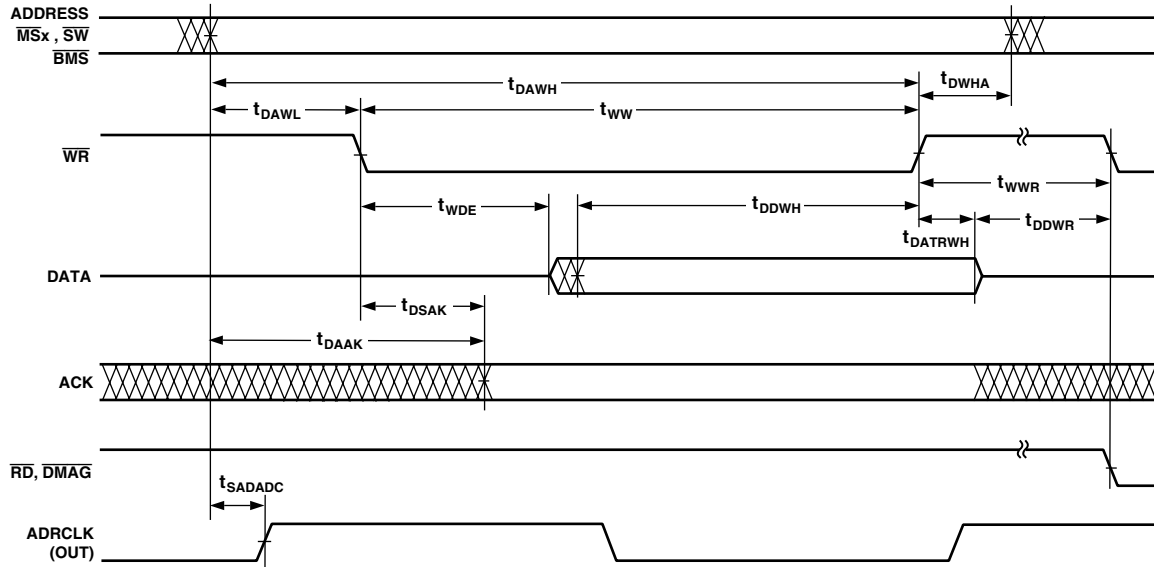 ADDRESS
MSx , SW
BMS
tDAWH
tDWHA
tDAWL
tWW
WR
tWWR
tWDE
tDDWH
tDATRWH
tDDWR
DATA
tDSAK
tDAAK
ACK
RD, DMAG
tSADADC
ADRCLK
(OUT)